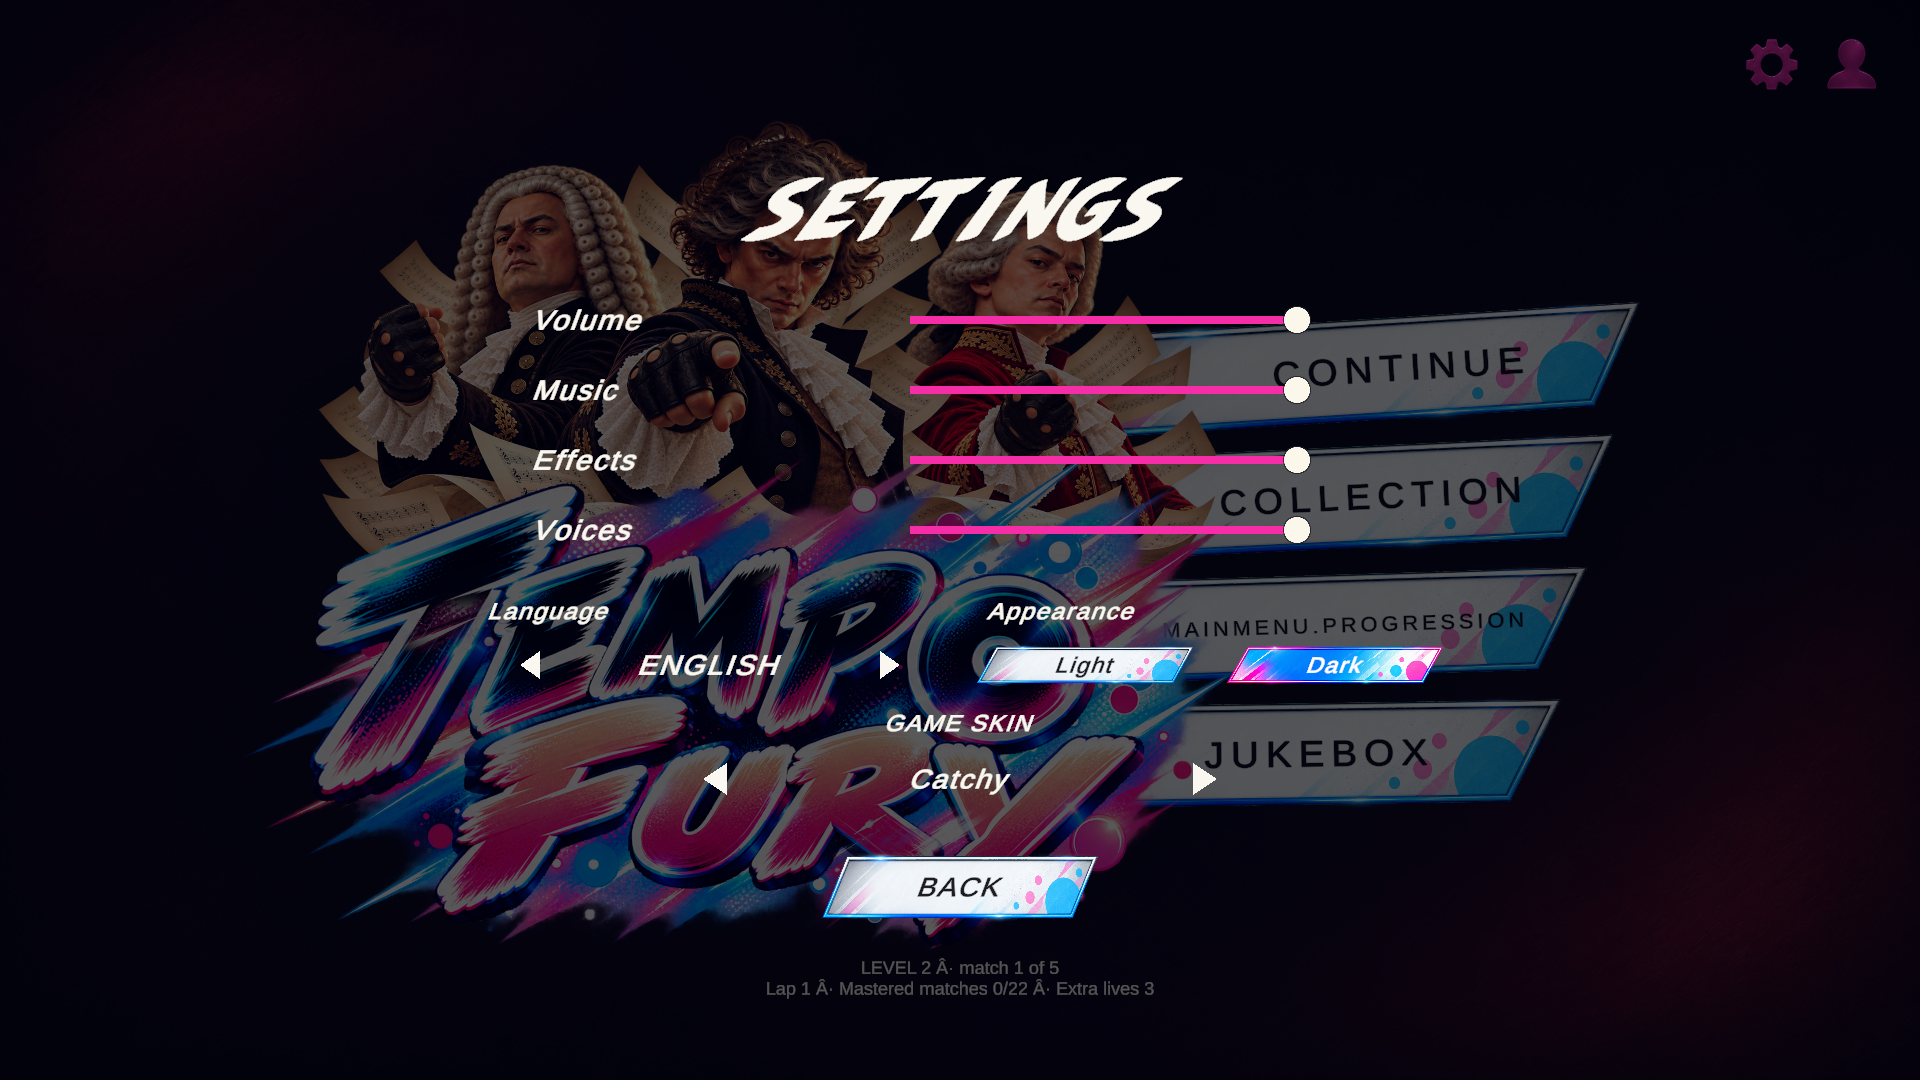 SETTINGS
Volume
CONTINUE
Music
Effects
COLLECTION
Voices
TEMPO
FURY
Language
Appearance
MAINMENU.PROGRESSION
ENGLISH
Light
Dark
GAME SKIN
JUKEBOX
Catchy
BACK
LEVEL 2 Â· match 1 of 5
Lap 1 Â· Mastered matches 0/22 Â· Extra lives 3